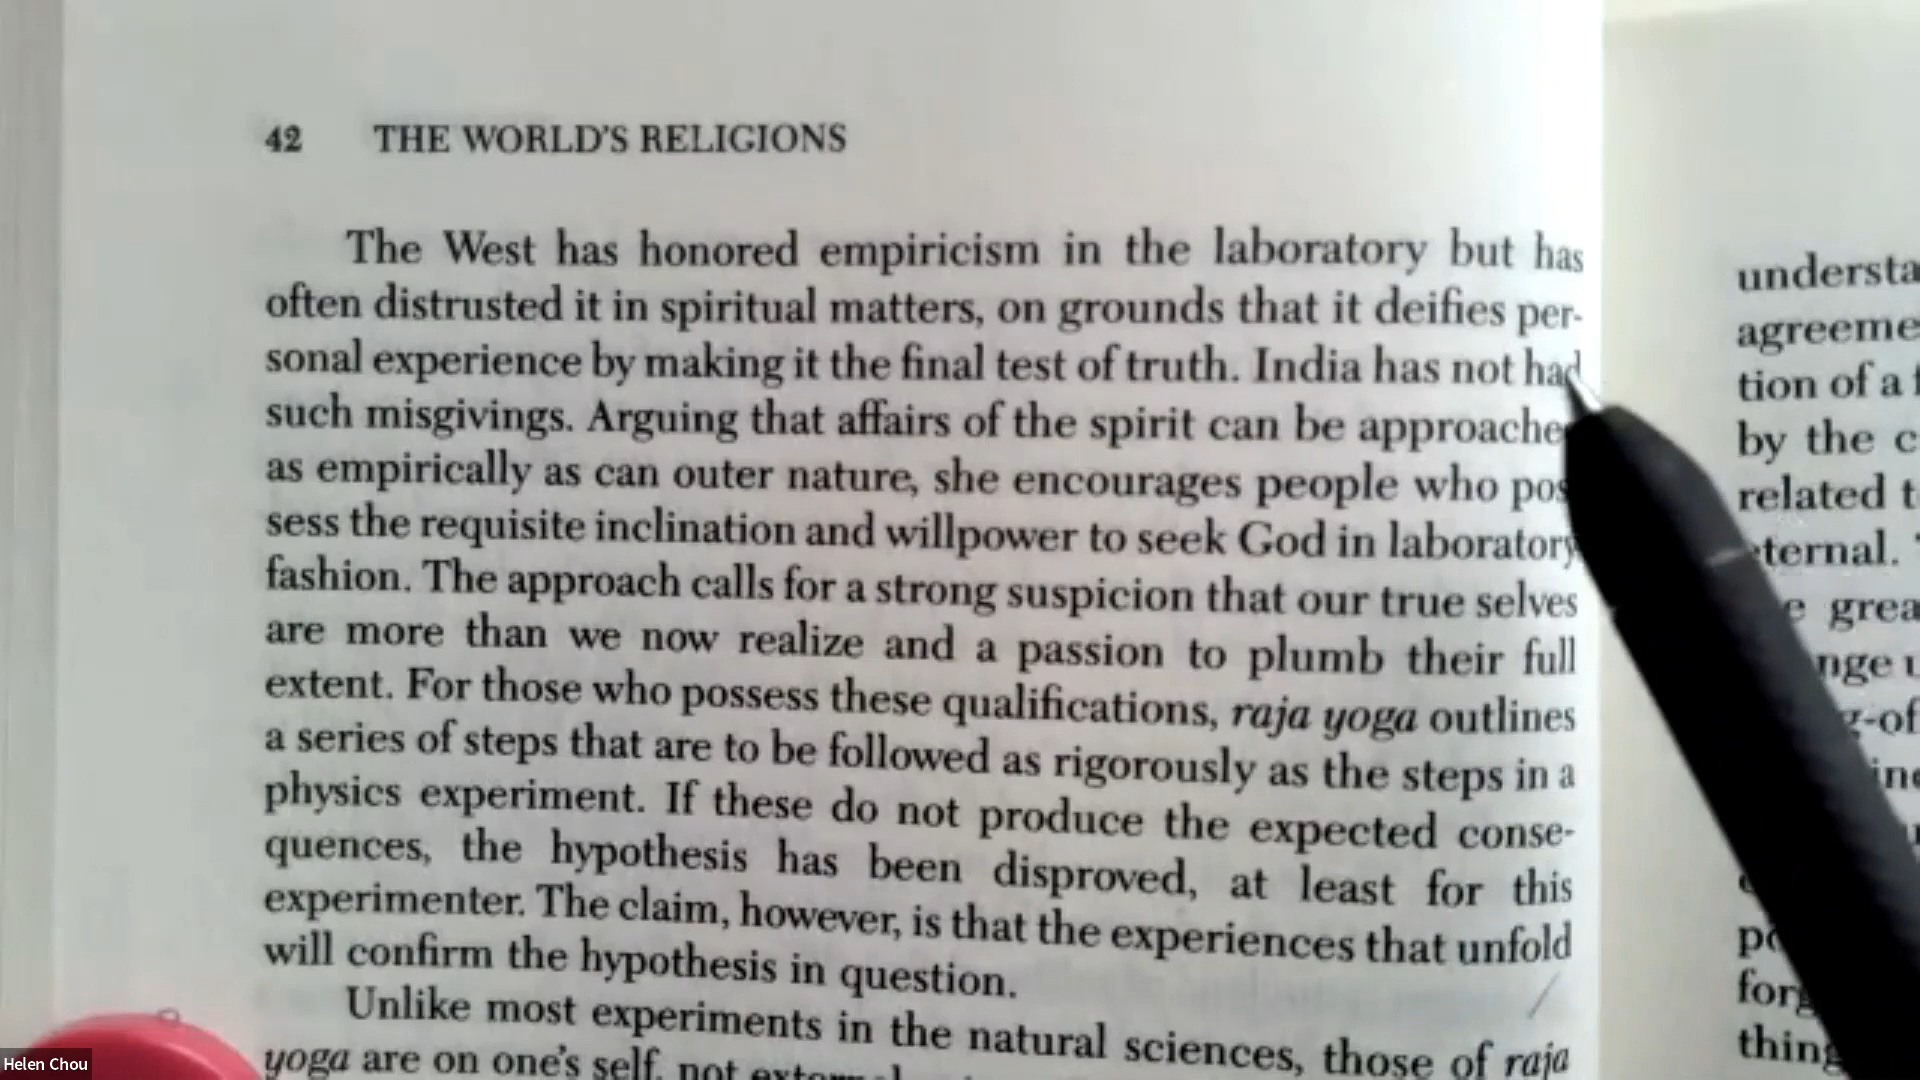 42 THE WORLD'S RELIGIONS
The West has honored empiricism in the laboratory but has
often distrusted it in spiritual matters, on grounds that it deifies per-
sonal experience by making it the final test of truth. India has not had
such misgivings. Arguing that affairs of the spirit can be approache
as empirically as can outer nature, she encourages people who pos
sess the requisite inclination and willpower to seek God in laboratory
fashion. The approach calls for a strong suspicion that our true selves
are more than we now realize and a passion to plumb their full
extent. For those who possess these qualifications, raja yoga outlines
a series of steps that are to be followed as rigorously as the steps in a
physics experiment. If these do not produce the expected conse-
quences, the hypothesis has been disproved, at least for this
experimenter. The claim, however, is that the experiences that unfold
will confirm the hypothesis in question.
Unlike most experiments in the natural sciences, those of raja
yoga are on one's self, not
understa
agreeme
tion of a f
by the c
related t
ternal.
e grea
nge u
g-of
ine
forg
thing
Helen Chou